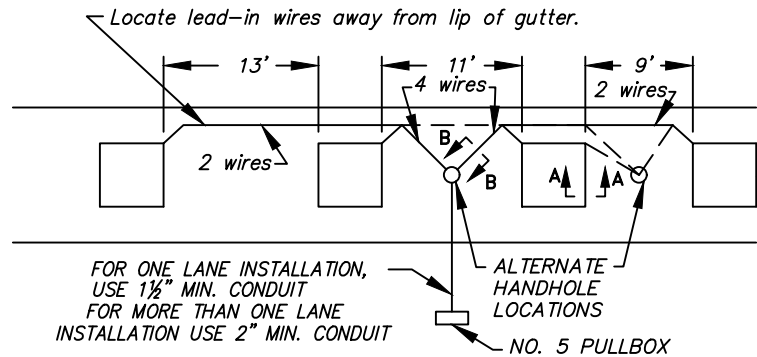 Locate lead-in wires away from lip of gutter.
13' 11' 9'
4 wires 2 wires
B
2 wires
B
A A
FOR ONE LANE INSTALLATION,
USE 1½" MIN. CONDUIT
FOR MORE THAN ONE LANE
INSTALLATION USE 2" MIN. CONDUIT
ALTERNATE
HANDHOLE
LOCATIONS
NO. 5 PULLBOX